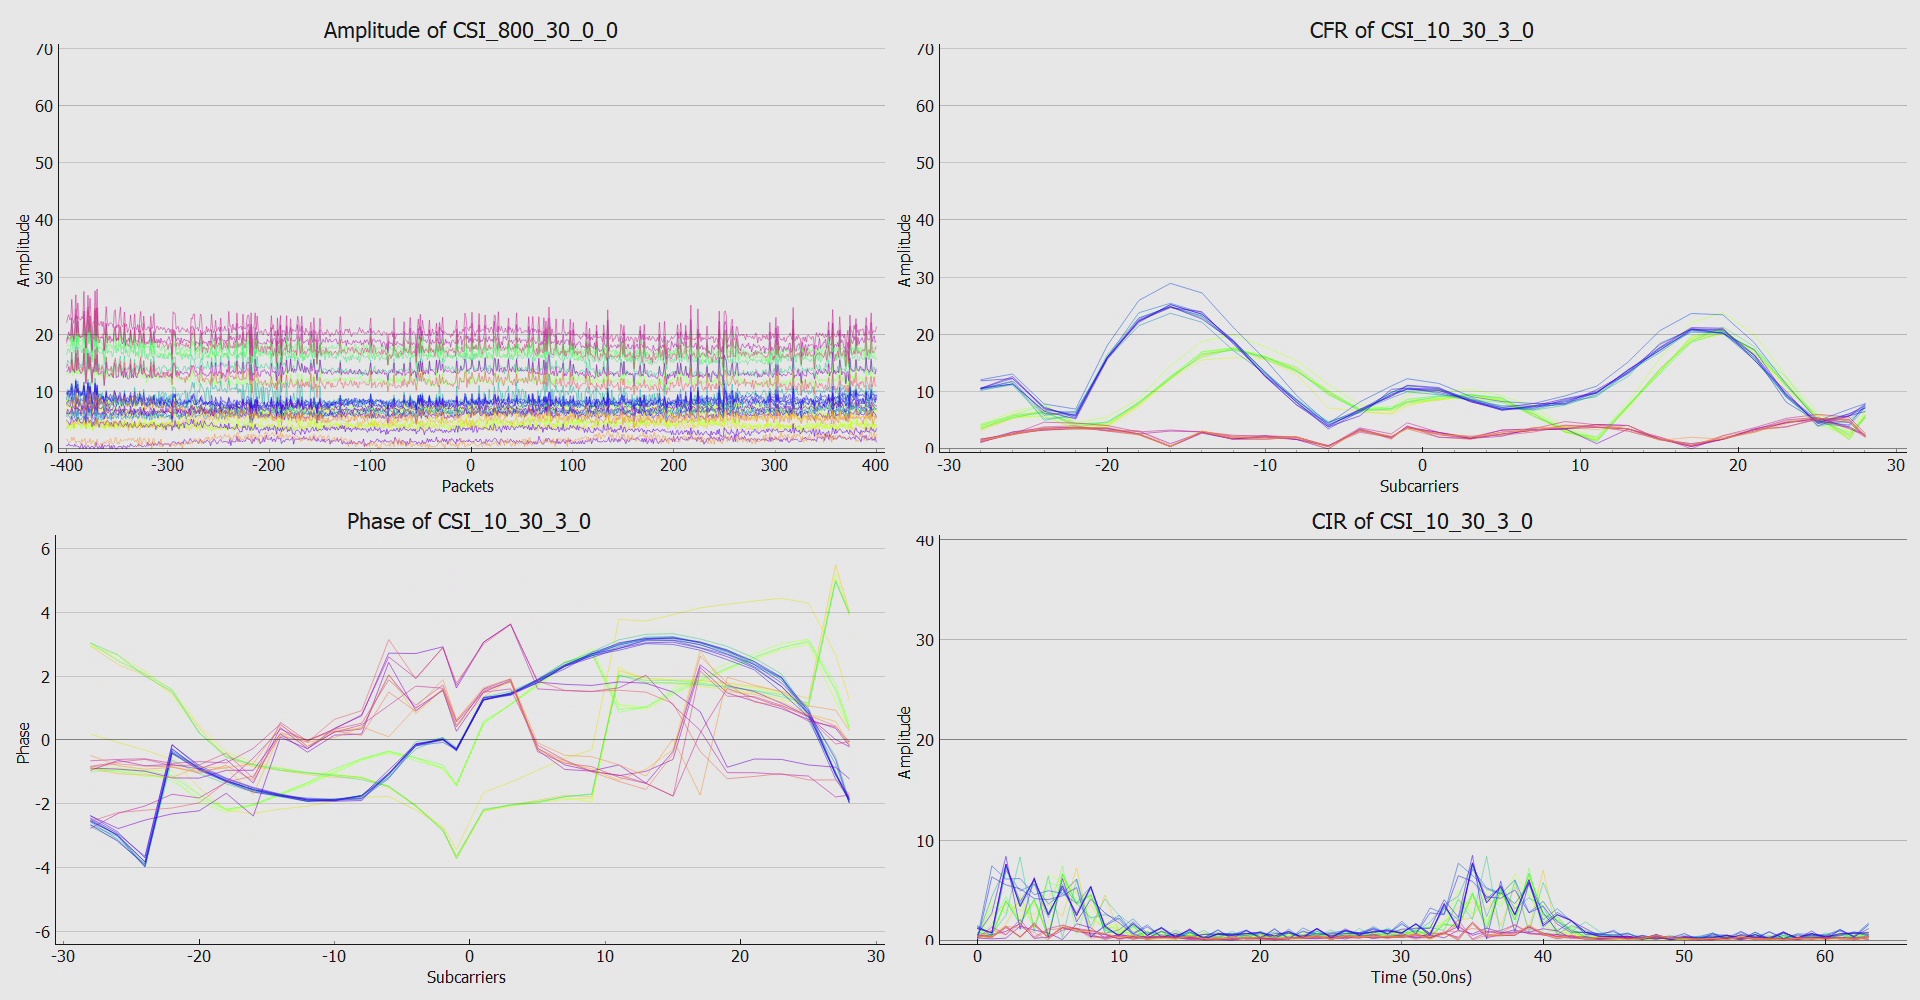 Amplitude of CSI_800_30_0_0
70
60
50
40
30
20
10
0
Amplitude
-400 -300 -200 -100 0 100 200 300 400
Packets
CFR of CSI_10_30_3_0
70
60
50
40
30
20
10
0
Amplitude
-30 -20 -10 0 10 20 30
Subcarriers
Phase of CSI_10_30_3_0
6
4
2
0
-2
-4
-6
Phase
-30 -20 -10 0 10 20 30
Subcarriers
CIR of CSI_10_30_3_0
40
30
20
10
0
Amplitude
0 10 20 30 40 50 60
Time (50.0ns)